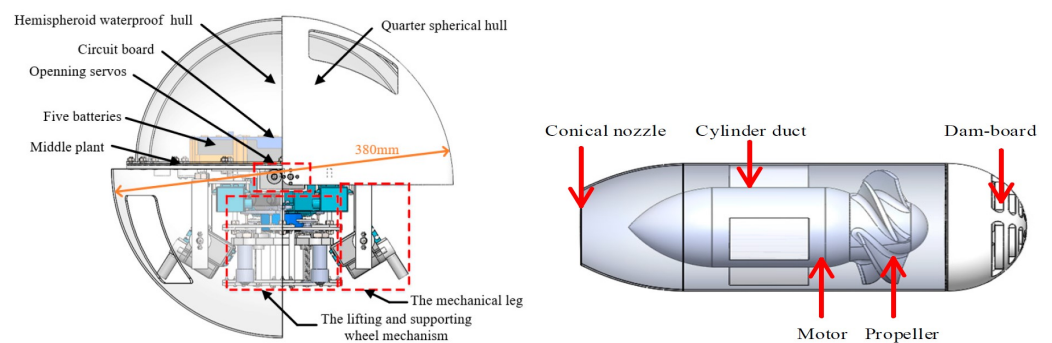 Hemispheroid waterproof hull
Quarter spherical hull
Circuit board
Openning servos
Five batteries
Middle plant
380mm
The mechanical leg
The lifting and supporting
wheel mechanism
Conical nozzle
Cylinder duct
Dam-board
Motor
Propeller